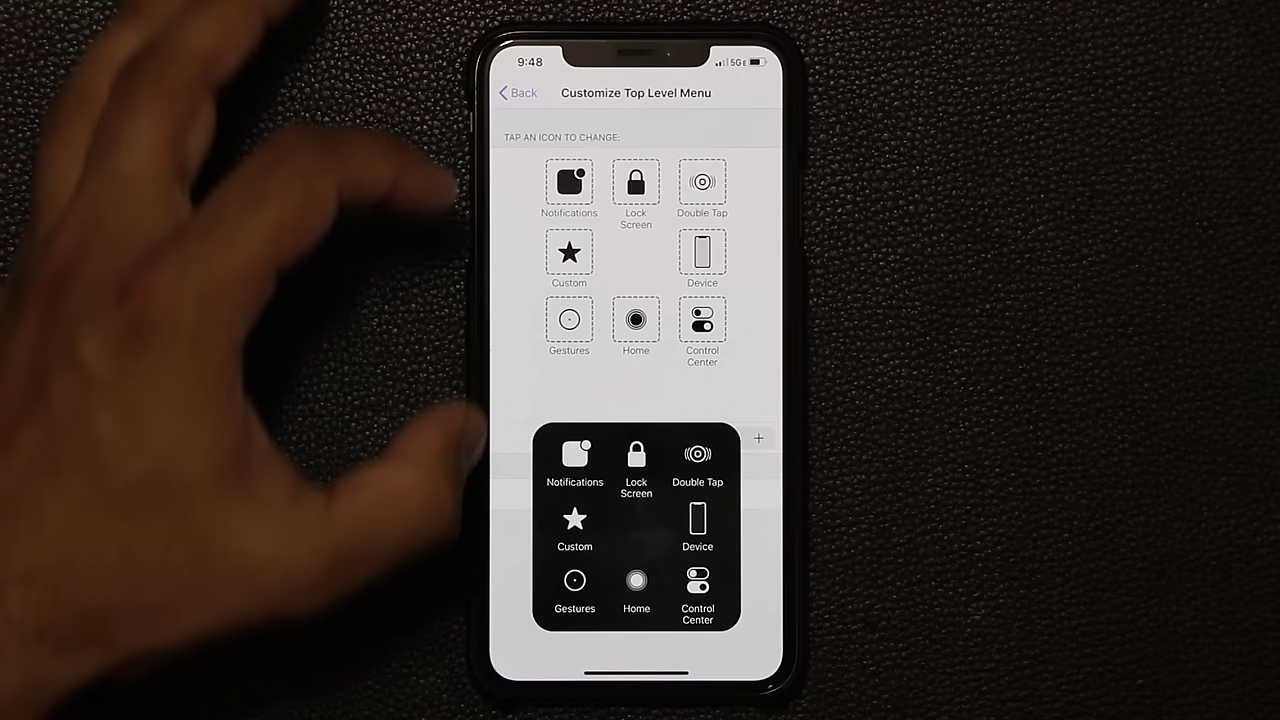 9:48
5GE
Back
Customize Top Level Menu
TAP AN ICON TO CHANGE:
Notifications
Lock
Screen
Double Tap
Custom
Device
Gestures
Home
Control
Center
+
Notifications
Lock
Screen
Double Tap
Custom
Device
Gestures
Home
Control
Center